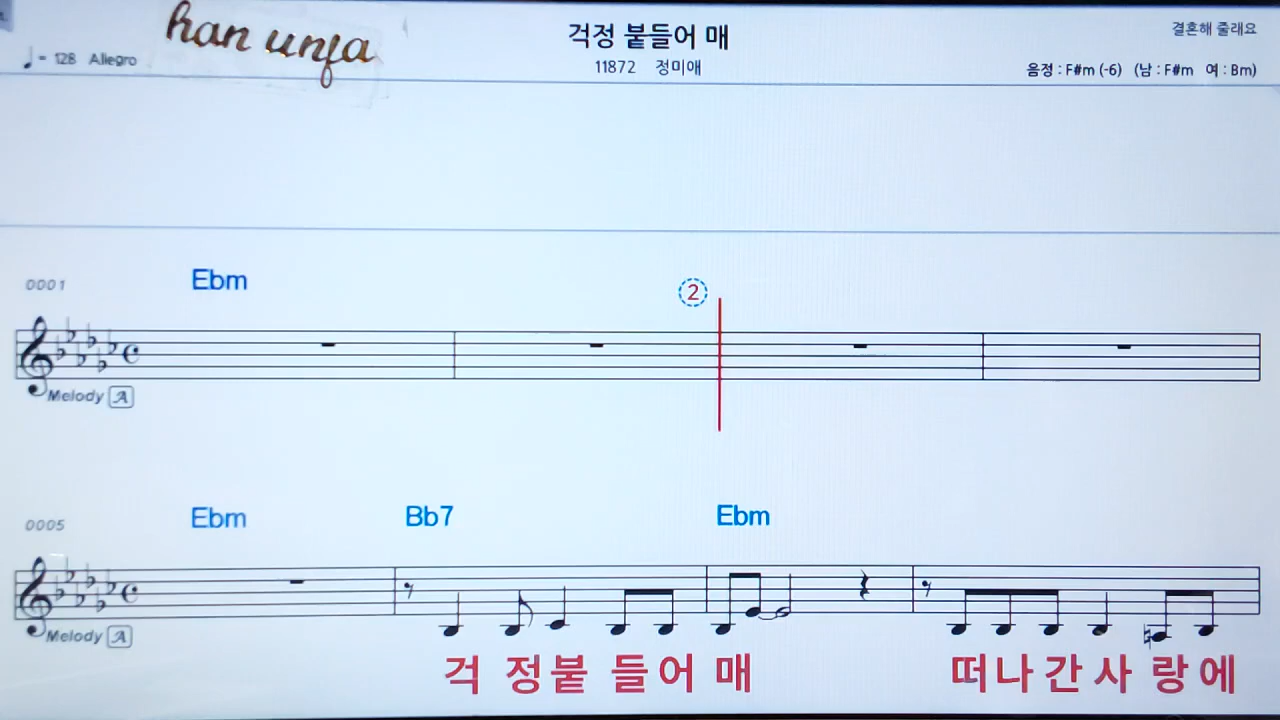 han unfa
걱정 붙들어 매
결혼해 줄래요
♩ = 128 Allegro
11872 정미애
음정 : F#m (-6) (남 : F#m 여 : Bm)
0001 Ebm
②
Melody A
0005 Ebm Bb7 Ebm
Melody A
걱 정붙 들어 매 떠나간사 랑에